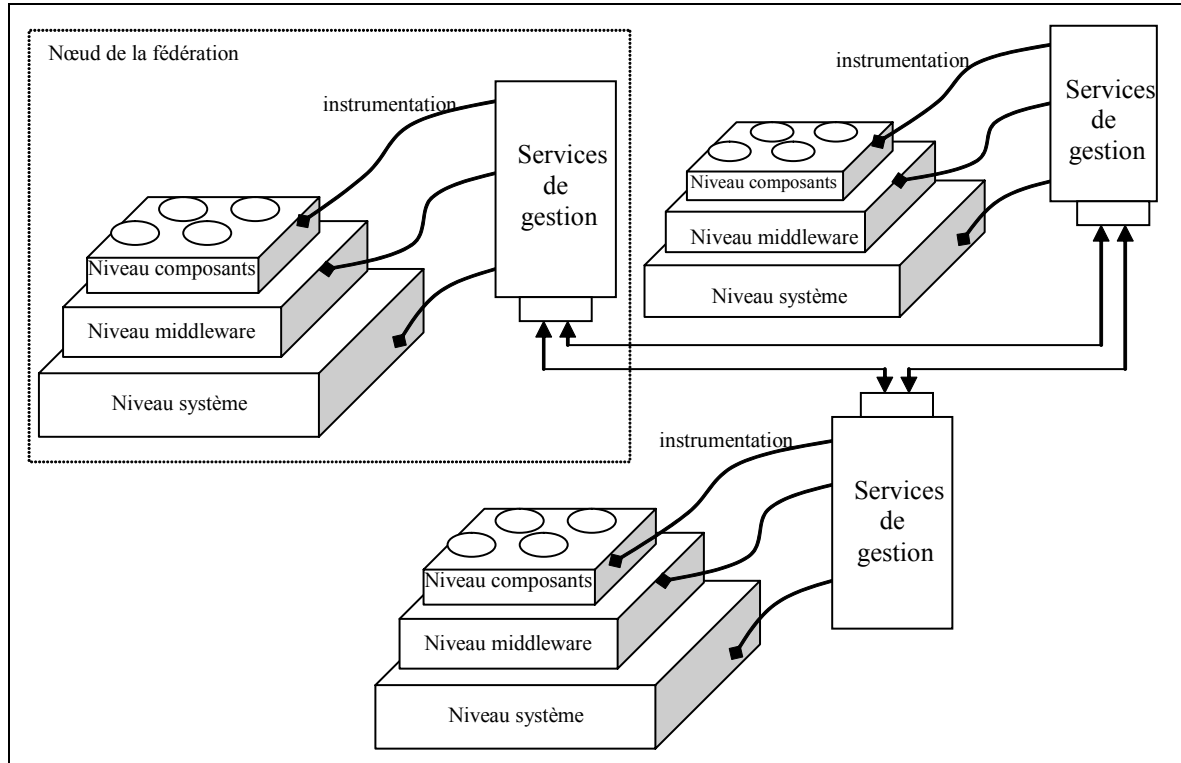 Nœud de la fédération
instrumentation
Services
de
gestion
Niveau composants
Niveau middleware
Niveau système
instrumentation
Services
de
gestion
Niveau composants
Niveau middleware
Niveau système
instrumentation
Services
de
gestion
Niveau composants
Niveau middleware
Niveau système